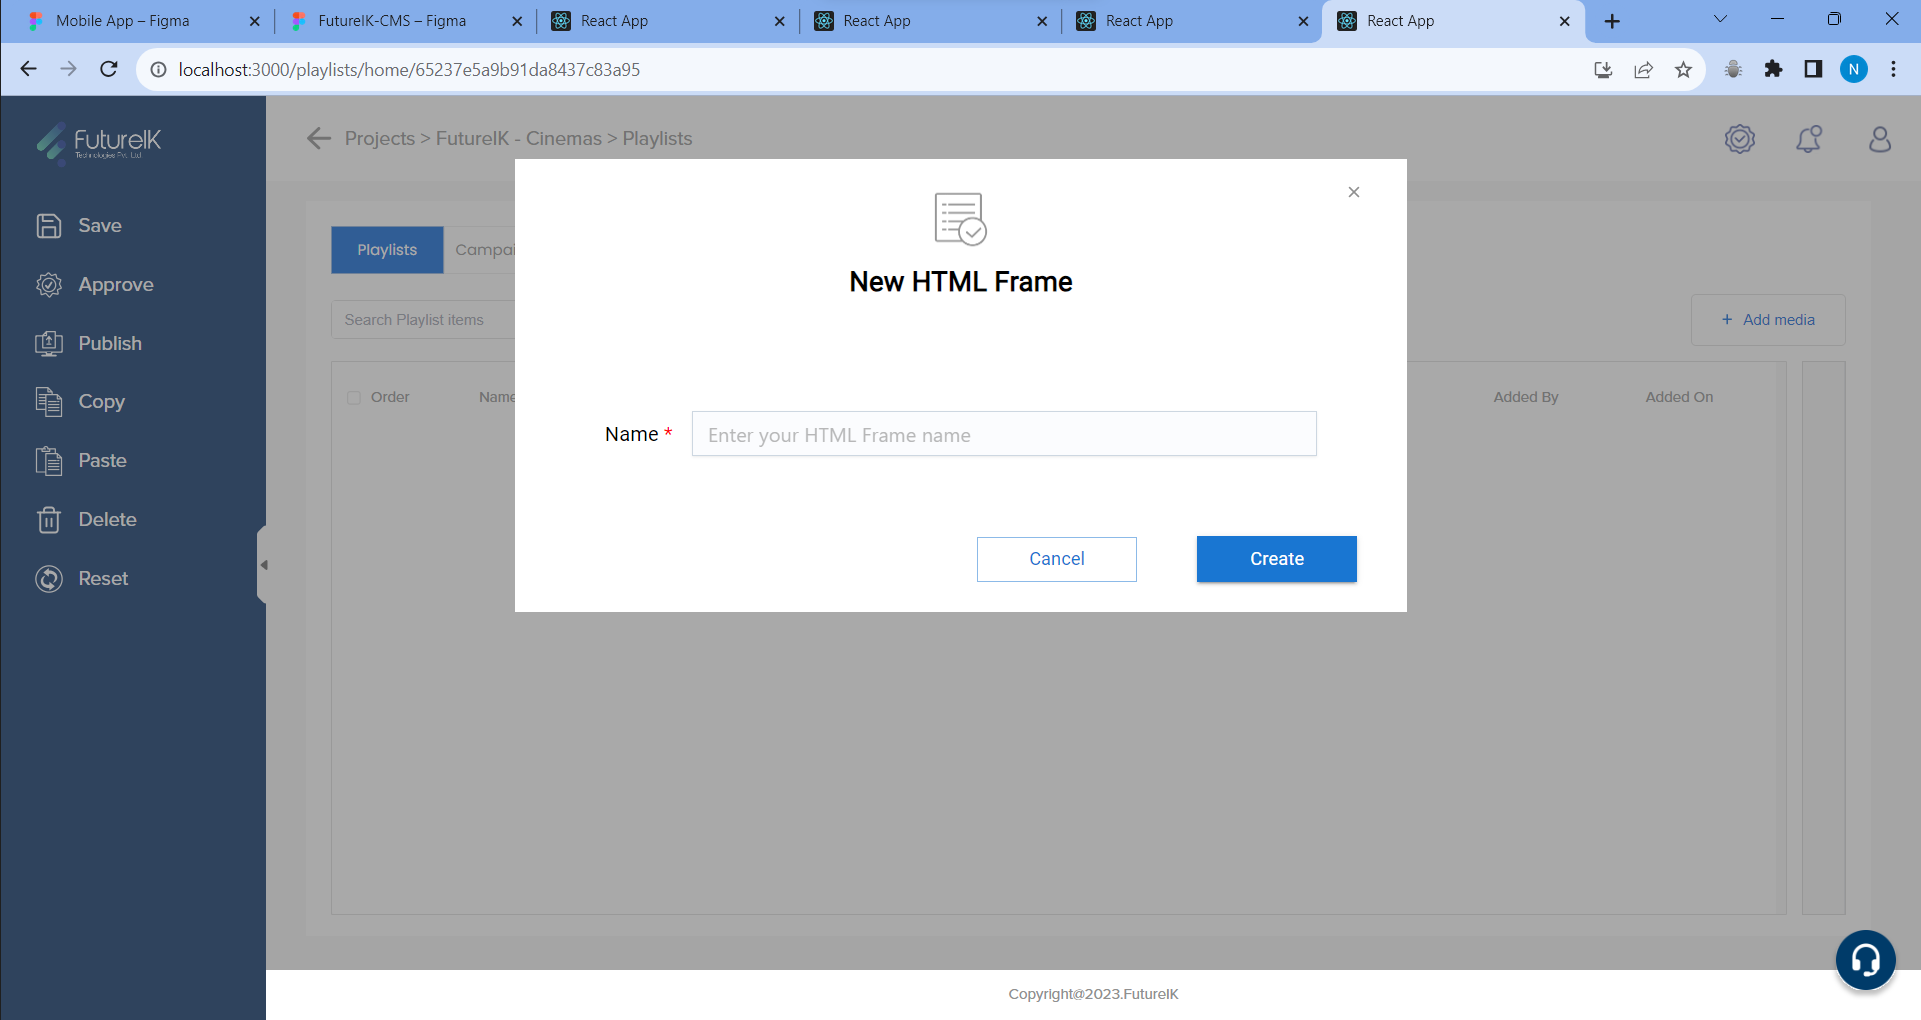 Mobile App – Figma
FutureIK-CMS – Figma
React App
React App
React App
React App
localhost:3000/playlists/home/65237e5a9b91da8437c83a95
N
FutureIK
Technologies Pvt. Ltd.
Projects > FutureIK - Cinemas > Playlists
Save
Approve
Publish
Copy
Paste
Delete
Reset
Playlists
Campai
Search Playlist items
+ Add media
Order
Name
Added By
Added On
New HTML Frame
Name *
Enter your HTML Frame name
Cancel
Create
Copyright@2023.FutureIK